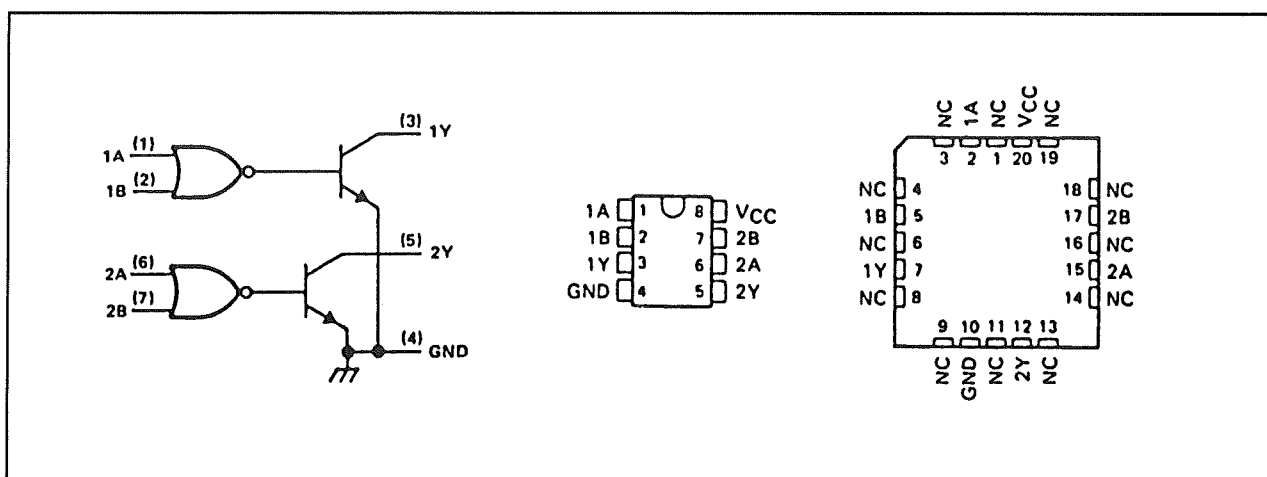 (3) 1Y
1A (1)
1B (2)
(5) 2Y
2A (6)
2B (7)
(4) GND
1A 1 8 VCC
1B 2 7 2B
1Y 3 6 2A
GND 4 5 2Y
NC 1A NC VCC NC
3 2 1 20 19
NC 4 18 NC
1B 5 17 2B
NC 6 16 NC
1Y 7 15 2A
NC 8 14 NC
9 10 11 12 13
NC GND NC 2Y NC